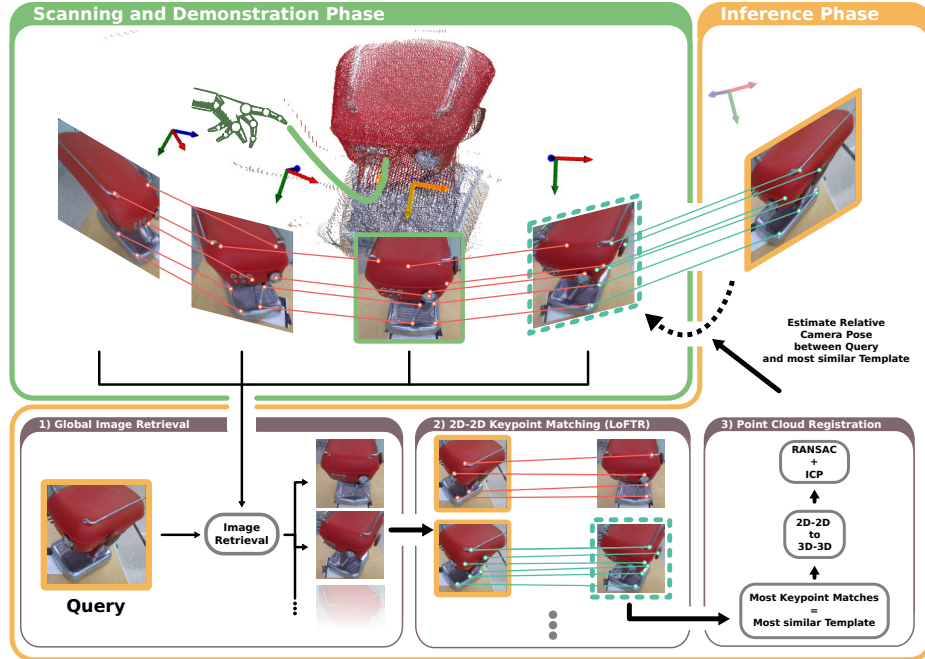 Scanning and Demonstration Phase
Inference Phase
Estimate Relative
Camera Pose
between Query
and most similar Template
1) Global Image Retrieval
Query
Image
Retrieval
2) 2D-2D Keypoint Matching (LoFTR)
3) Point Cloud Registration
RANSAC
+
ICP
2D-2D
to
3D-3D
Most Keypoint Matches
=
Most similar Template